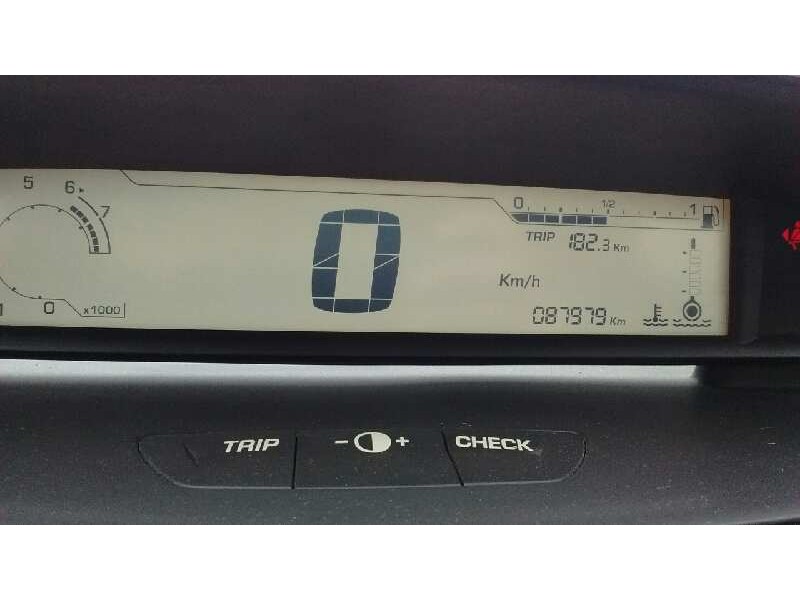 5 6 7
0 1/2 1
TRIP 182.3 Km
Km/h
0
1 0 x1000
087979 Km
TRIP - + CHECK